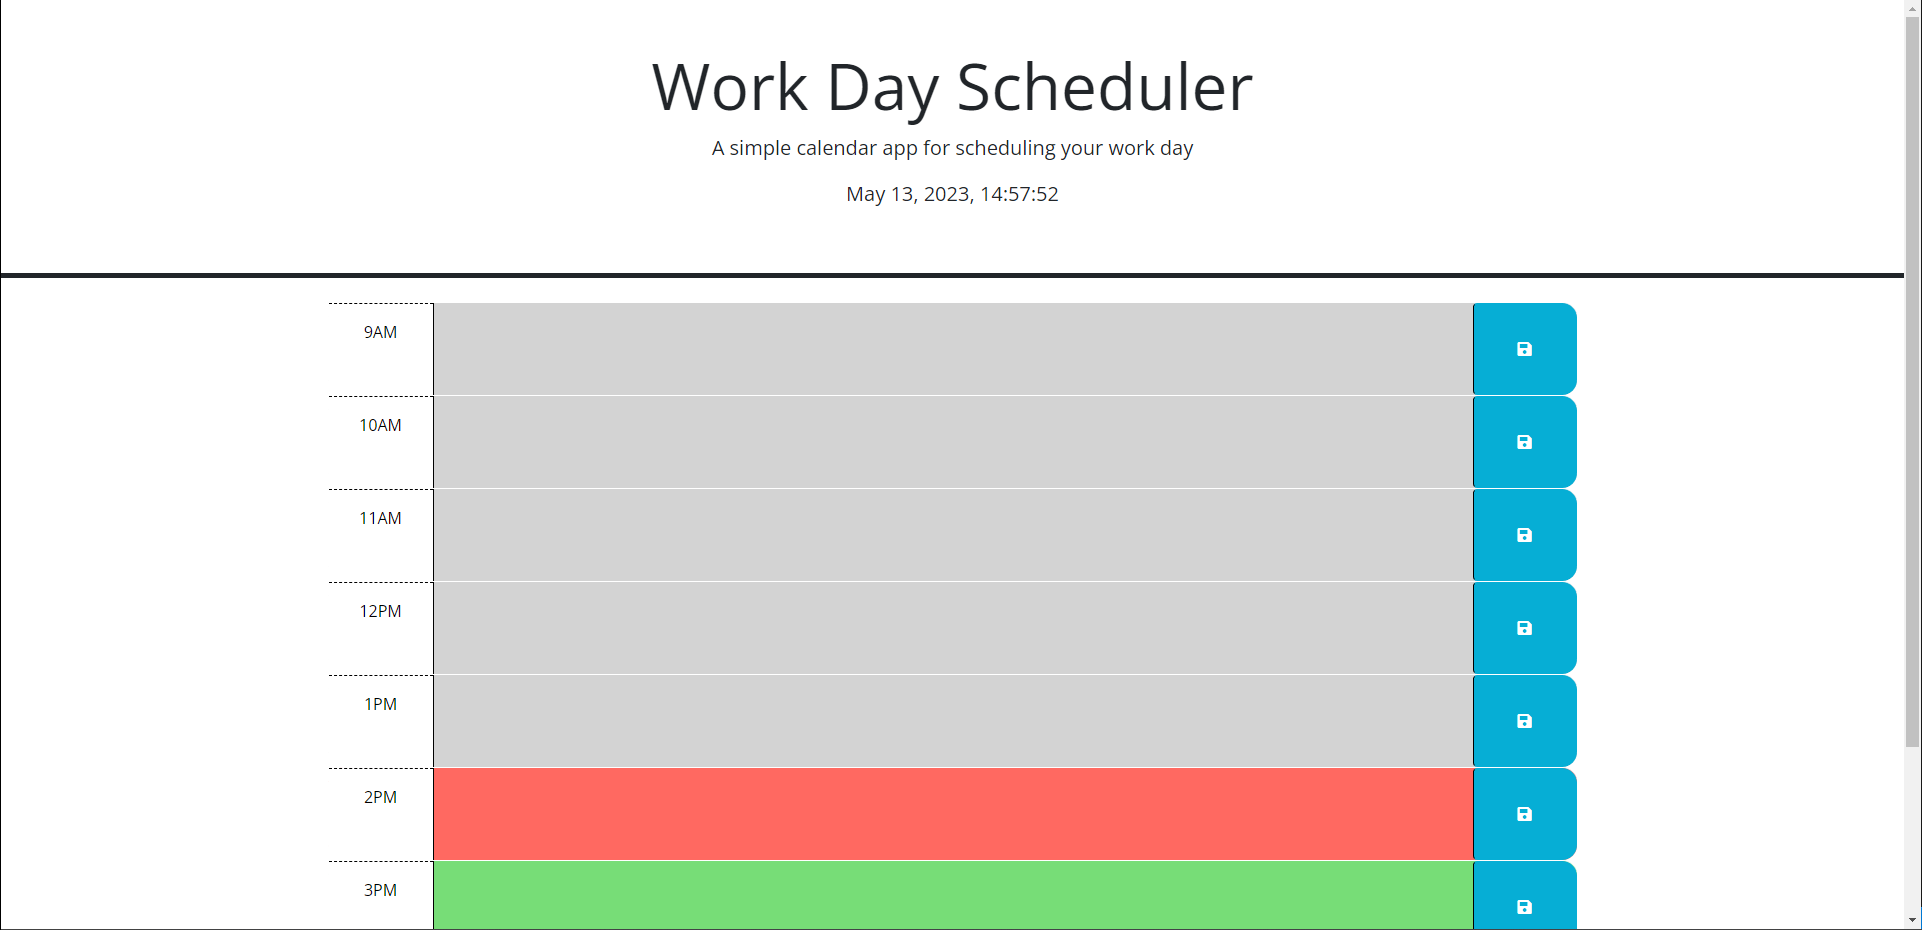 Work Day Scheduler
A simple calendar app for scheduling your work day
May 13, 2023, 14:57:52
9AM
10AM
11AM
12PM
1PM
2PM
3PM